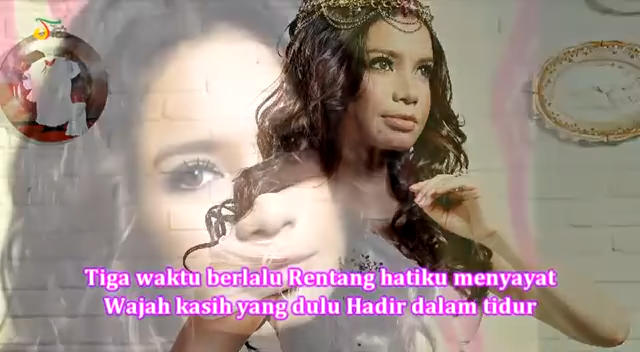 Tiga waktu berlalu Rentang hatiku menyayat
Wajah kasih yang dulu Hadir dalam tidur